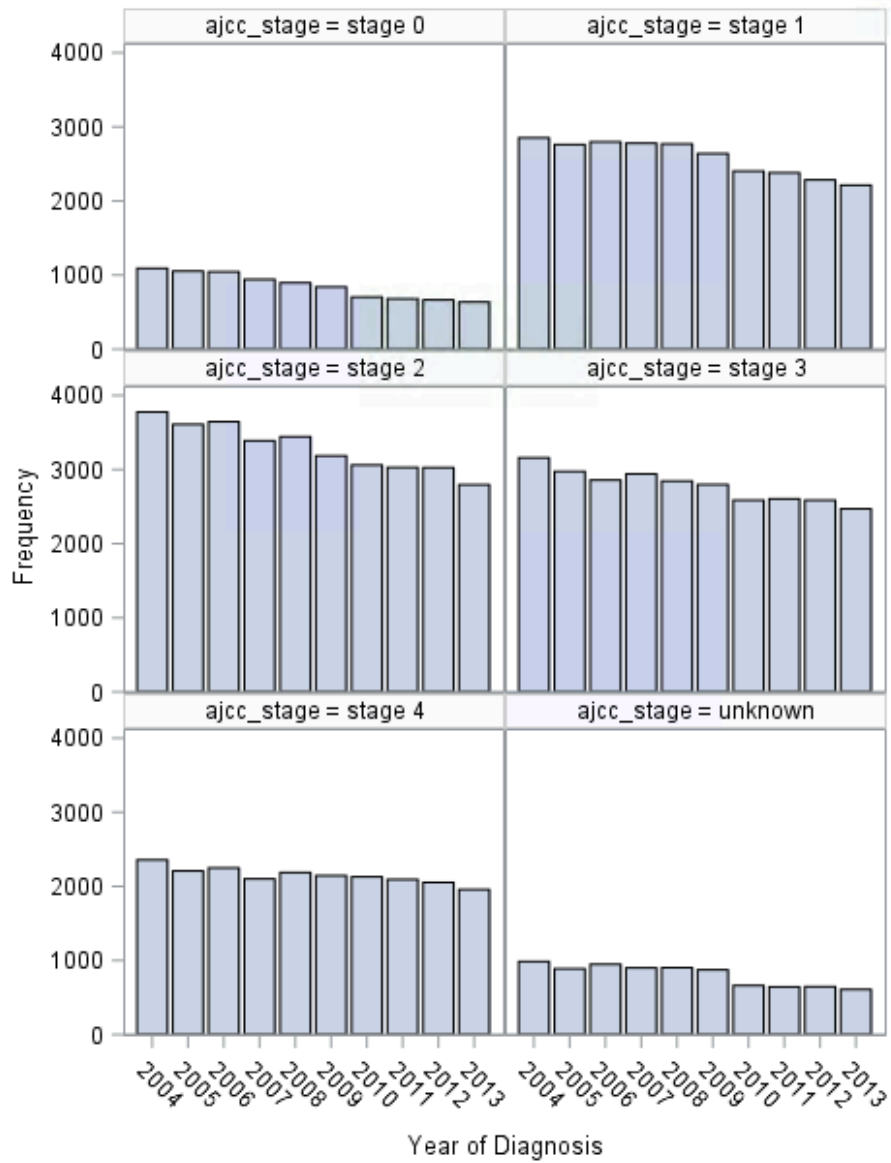 ajcc_stage = stage 0
ajcc_stage = stage 1
4000
3000
2000
1000
0
ajcc_stage = stage 2
ajcc_stage = stage 3
4000
3000
2000
1000
0
Frequency
ajcc_stage = stage 4
ajcc_stage = unknown
4000
3000
2000
1000
0
2004 2005 2006 2007 2008 2009 2010 2011 2012 2013
2004 2005 2006 2007 2008 2009 2010 2011 2012 2013
Year of Diagnosis